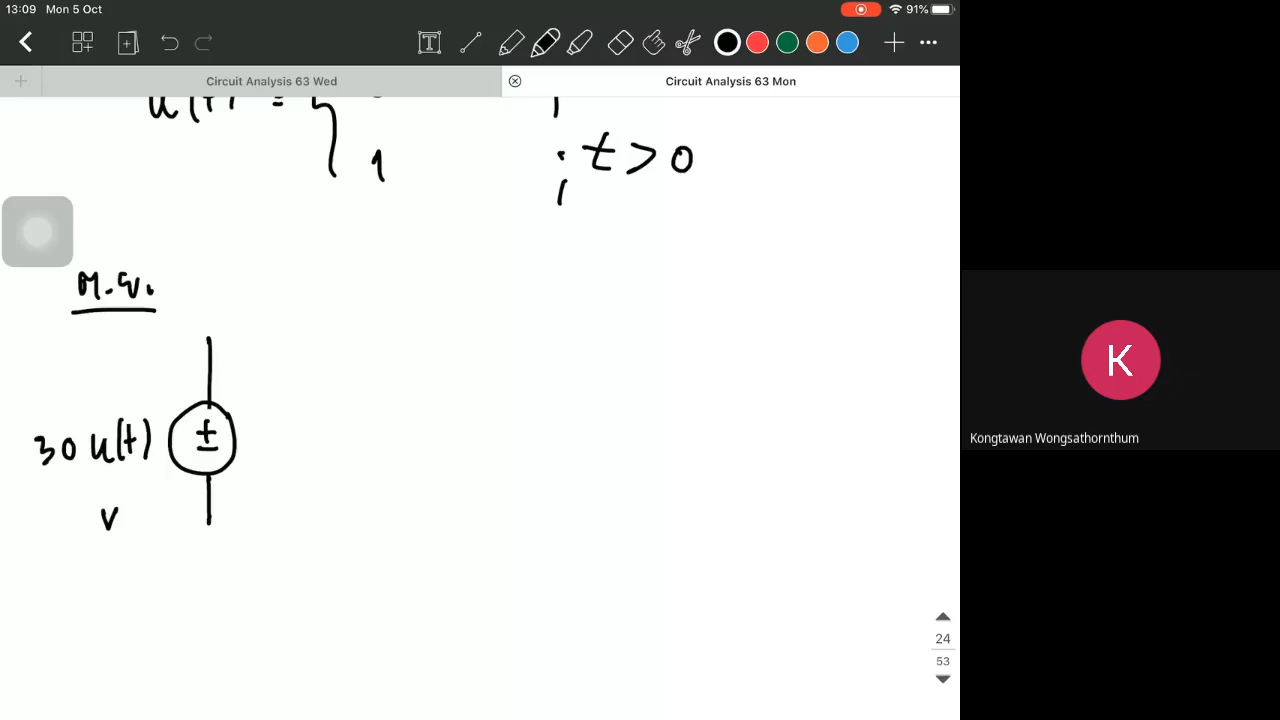 13:09 Mon 5 Oct
91%
Circuit Analysis 63 Wed
Circuit Analysis 63 Mon
u(t) =
1 ; t > 0
30 u(t)
V
±
K
Kongtawan Wongsathornthum
24
53